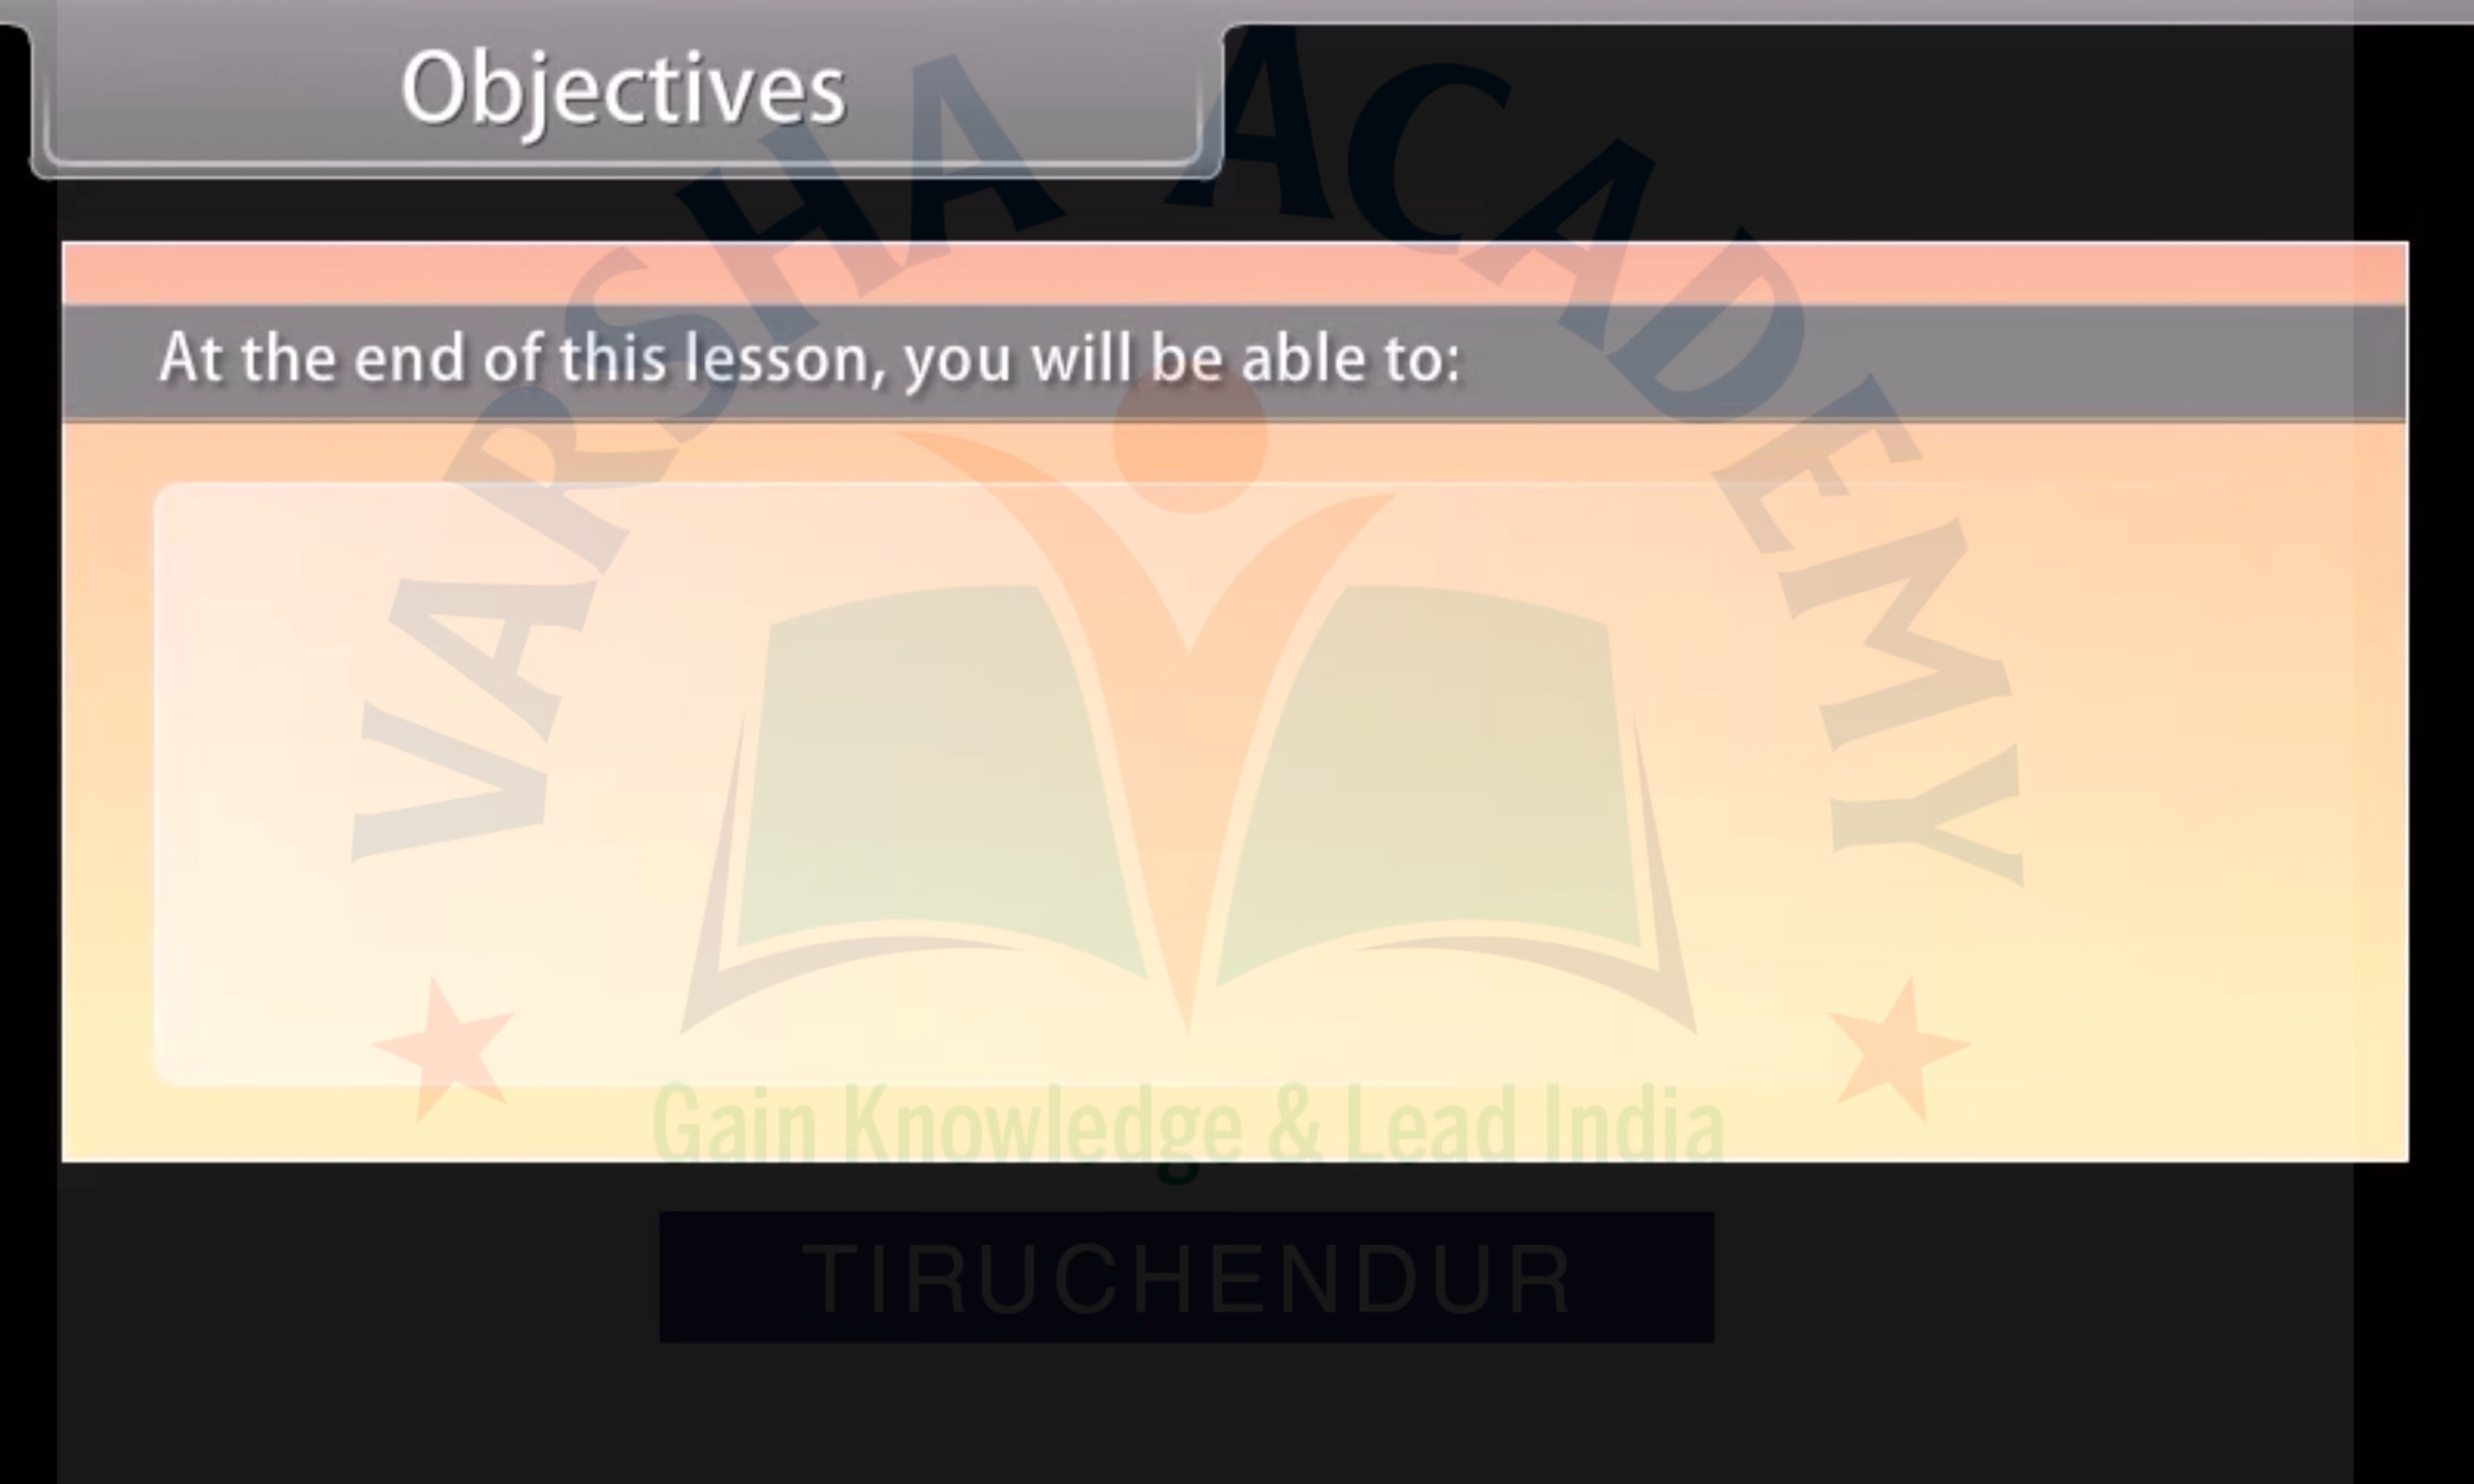 Objectives
VARSHA ACADEMY
At the end of this lesson, you will be able to:
Gain Knowledge & Lead India
TIRUCHENDUR